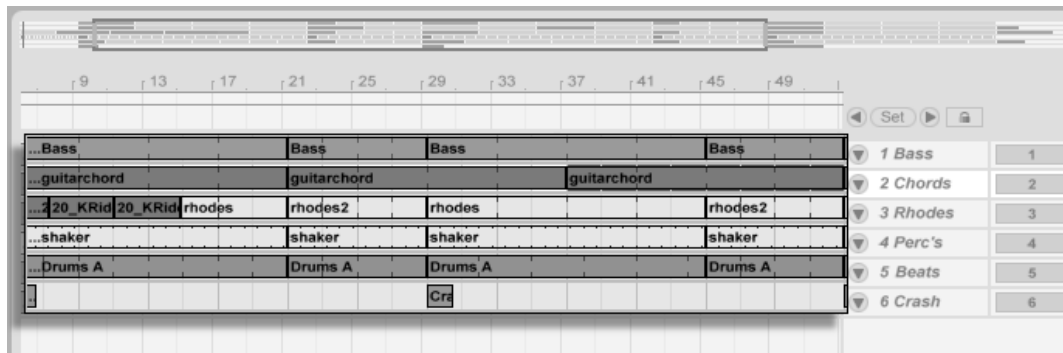 9 13 17 21 25 29 33 37 41 45 49
Set
...Bass Bass Bass Bass 1 Bass 1
...guitarchord guitarchord guitarchord 2 Chords 2
...2 20_KRid 20_KRid rhodes rhodes2 rhodes rhodes2 3 Rhodes 3
...shaker shaker shaker shaker 4 Perc's 4
...Drums A Drums A Drums A Drums A 5 Beats 5
.. Cra 6 Crash 6